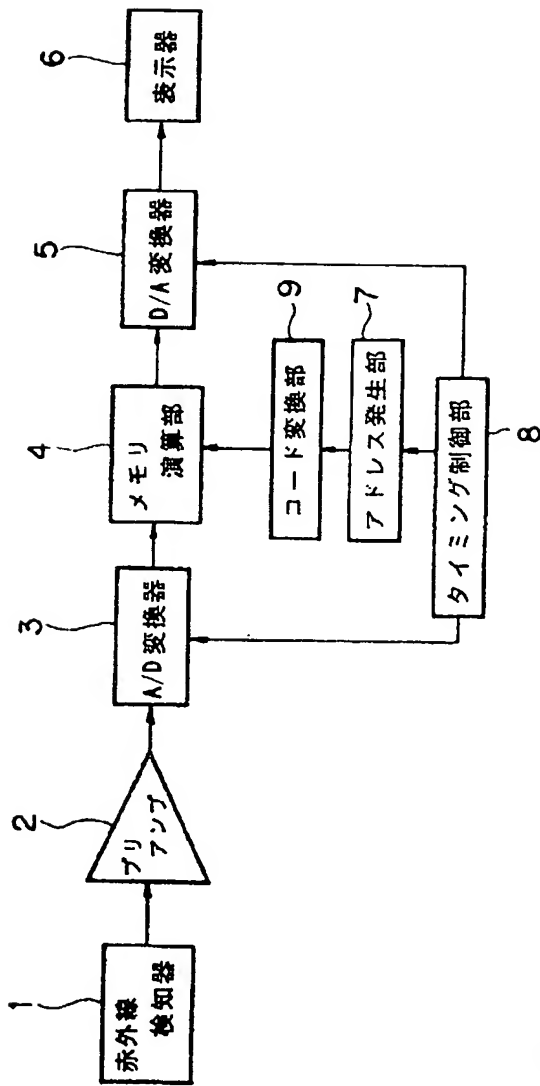 1
赤外線
検知器
2
プリ
アンプ
3
A/D変換器
4
メモリ
演算部
5
D/A変換器
6
表示器
9
コード変換部
7
アドレス発生部
タイミング制御部
8